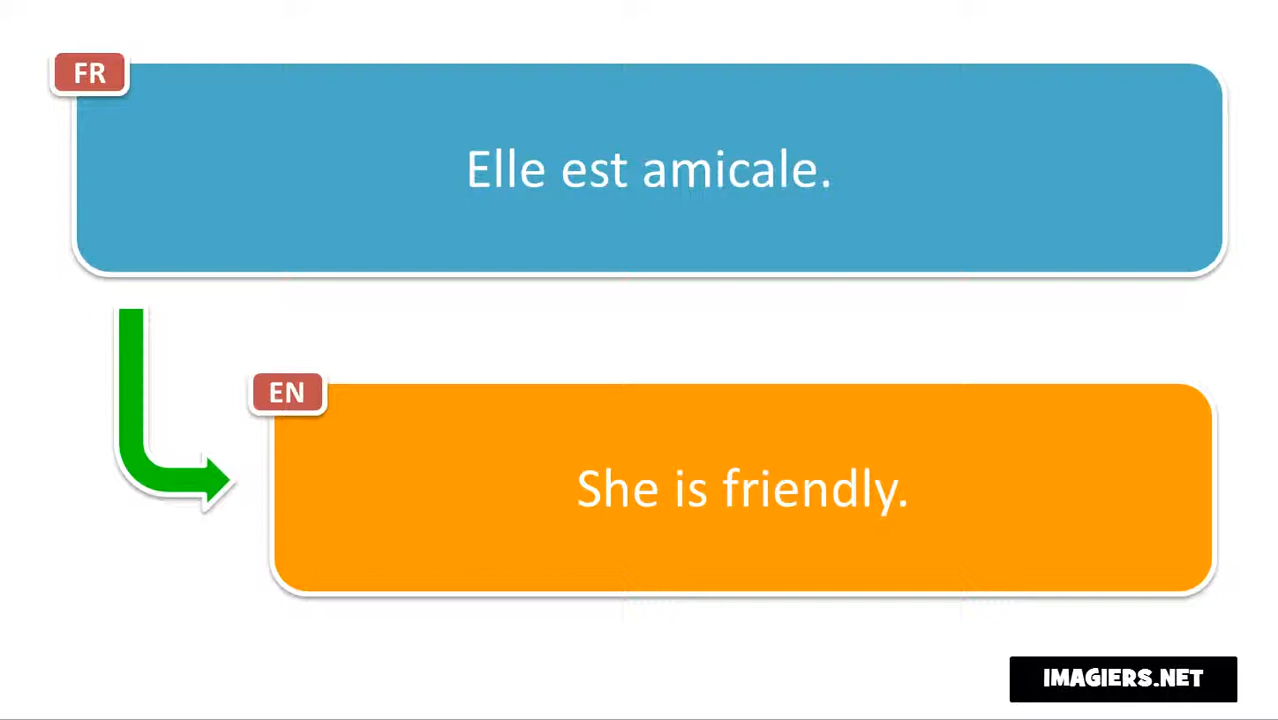 FR
Elle est amicale.
EN
She is friendly.
IMAGIERS.NET